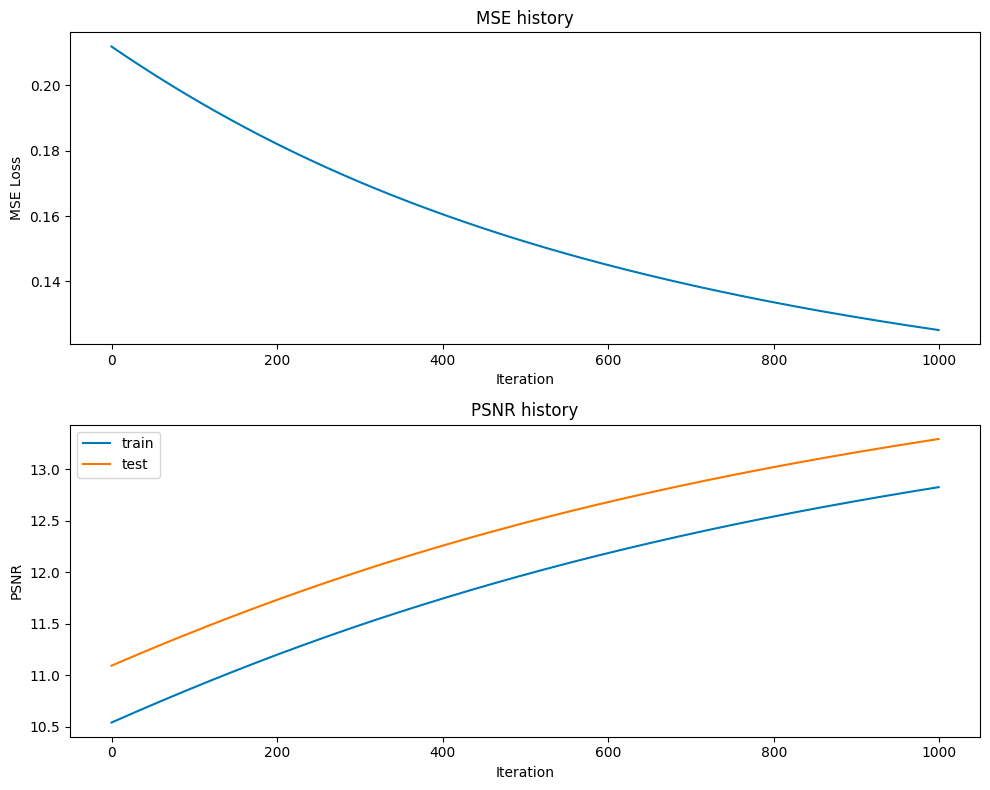 MSE history
0.20
0.18
0.16
0.14
MSE Loss
0 200 400 600 800 1000
Iteration
PSNR history
train
test
13.0
12.5
12.0
11.5
11.0
10.5
PSNR
0 200 400 600 800 1000
Iteration